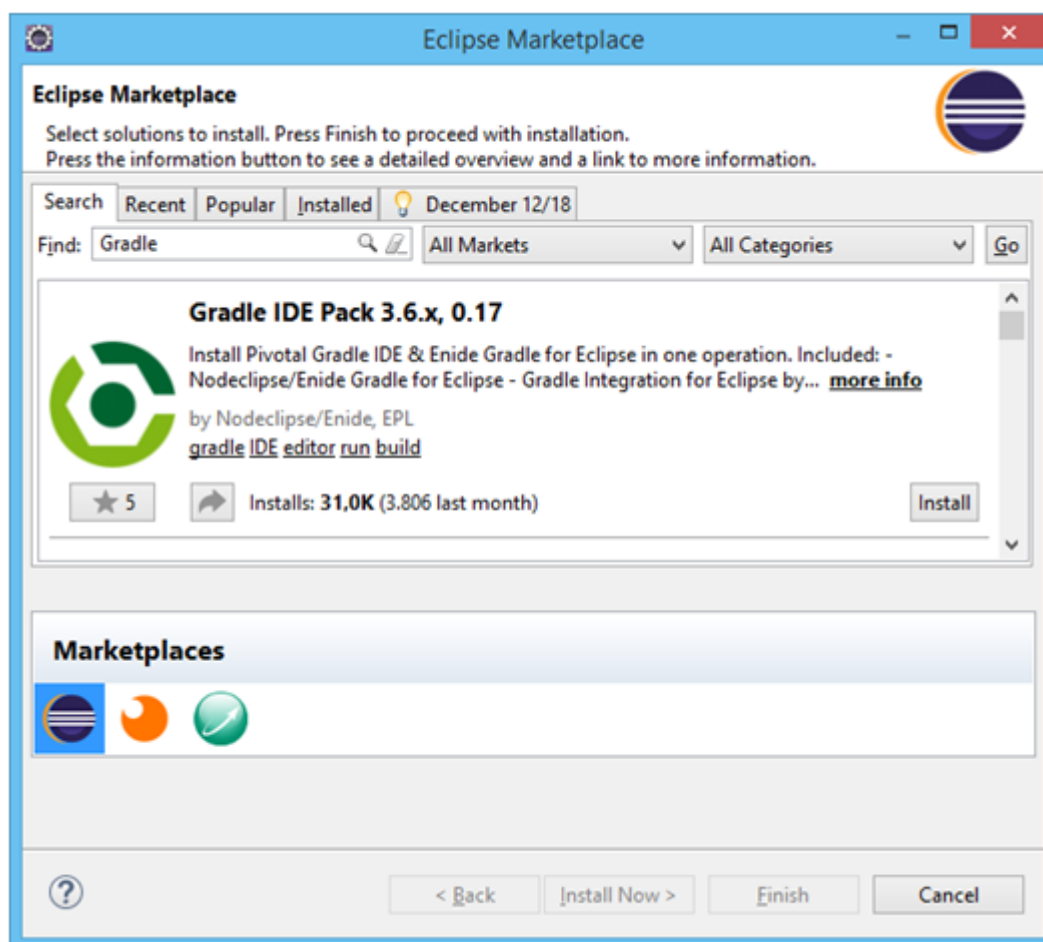 Eclipse Marketplace
Eclipse Marketplace
Select solutions to install. Press Finish to proceed with installation.
Press the information button to see a detailed overview and a link to more information.
Search Recent Popular Installed December 12/18
Find: Gradle All Markets All Categories Go
Gradle IDE Pack 3.6.x, 0.17
Install Pivotal Gradle IDE & Enide Gradle for Eclipse in one operation. Included: -
Nodeclipse/Enide Gradle for Eclipse - Gradle Integration for Eclipse by... more info
by Nodeclipse/Enide, EPL
gradle IDE editor run build
5 Installs: 31,0K (3.806 last month) Install
Marketplaces
? < Back Install Now > Finish Cancel